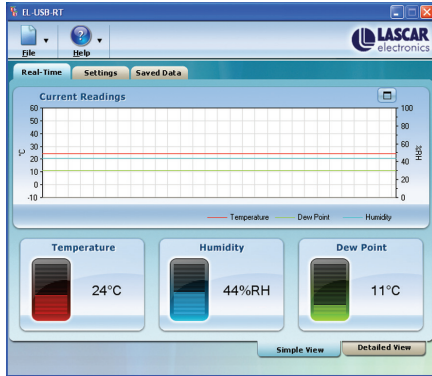 EL-USB-RT
File
Help
LASCAR
electronics
Real-Time Settings Saved Data
Current Readings
60 100
50
40 80
30 60
20 40
10
0 20
-10 0
°C
%RH
Temperature Dew Point Humidity
Temperature Humidity Dew Point
24°C 44%RH 11°C
Simple View Detailed View